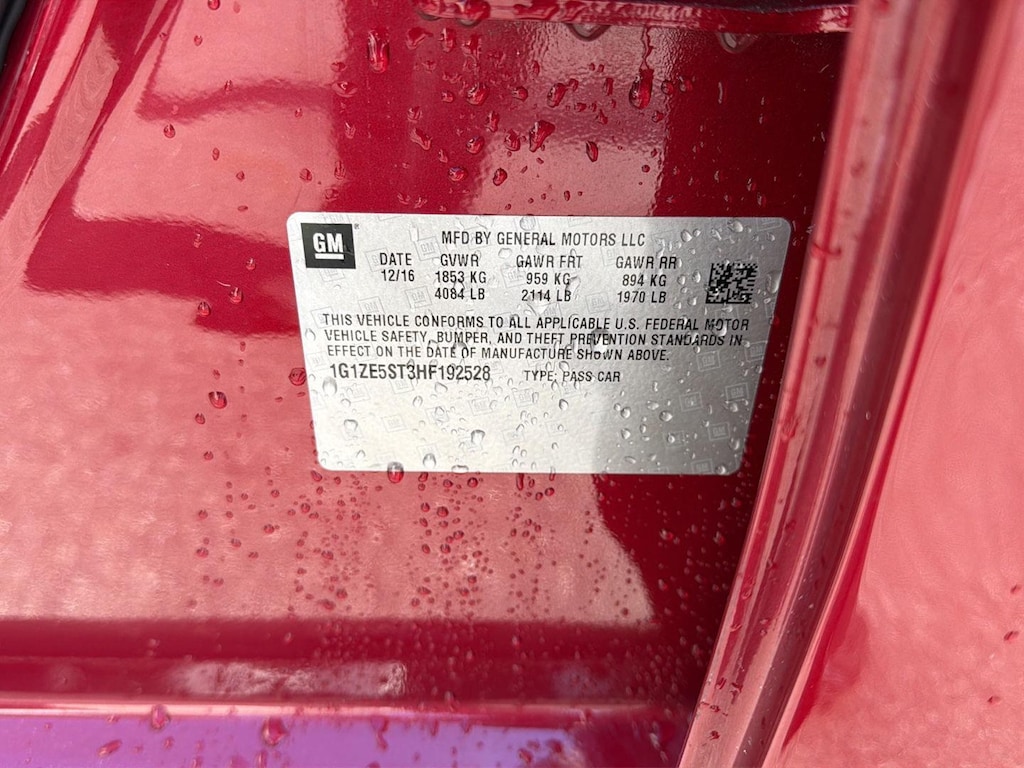 GM
MFD BY GENERAL MOTORS LLC
DATE GVWR GAWR FRT GAWR RR
12/16 1853 KG 959 KG 894 KG
4084 LB 2114 LB 1970 LB
THIS VEHICLE CONFORMS TO ALL APPLICABLE U.S. FEDERAL MOTOR
VEHICLE SAFETY, BUMPER, AND THEFT PREVENTION STANDARDS IN
EFFECT ON THE DATE OF MANUFACTURE SHOWN ABOVE.
1G1ZE5ST3HF192528 TYPE: PASS CAR